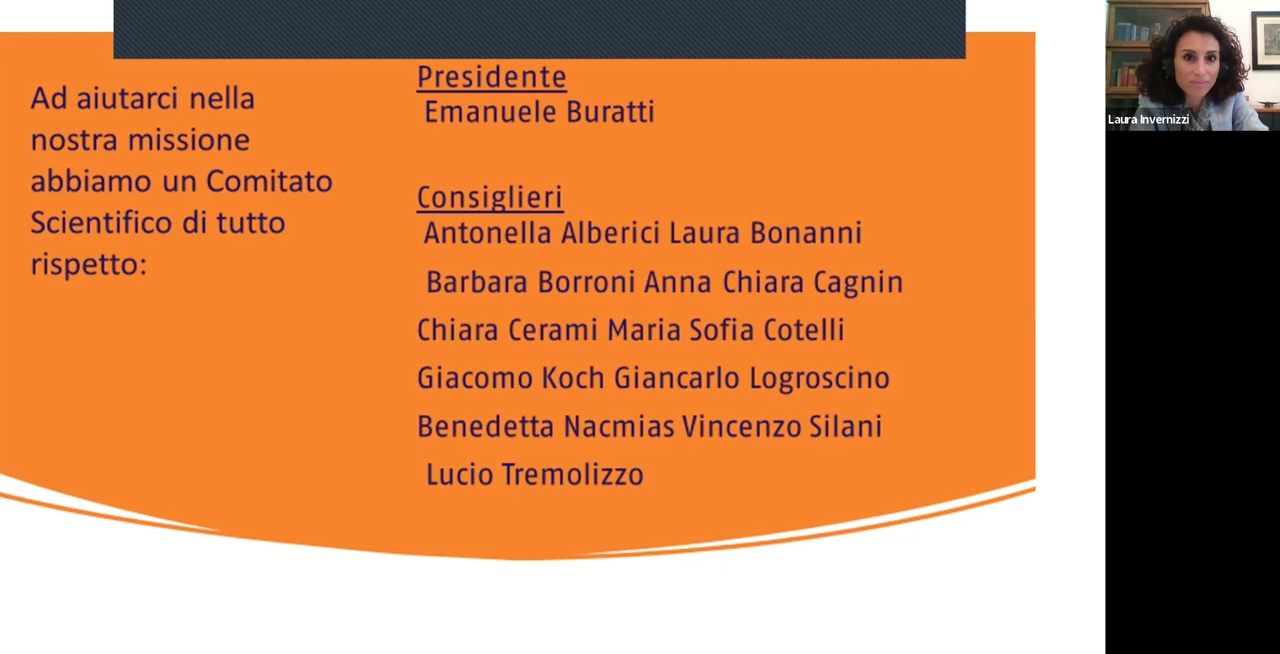 Ad aiutarci nella
nostra missione
abbiamo un Comitato
Scientifico di tutto
rispetto:
Presidente
Emanuele Buratti
Consiglieri
Antonella Alberici Laura Bonanni
Barbara Borroni Anna Chiara Cagnin
Chiara Cerami Maria Sofia Cotelli
Giacomo Koch Giancarlo Logroscino
Benedetta Nacmias Vincenzo Silani
Lucio Tremolizzo
Laura Invernizzi